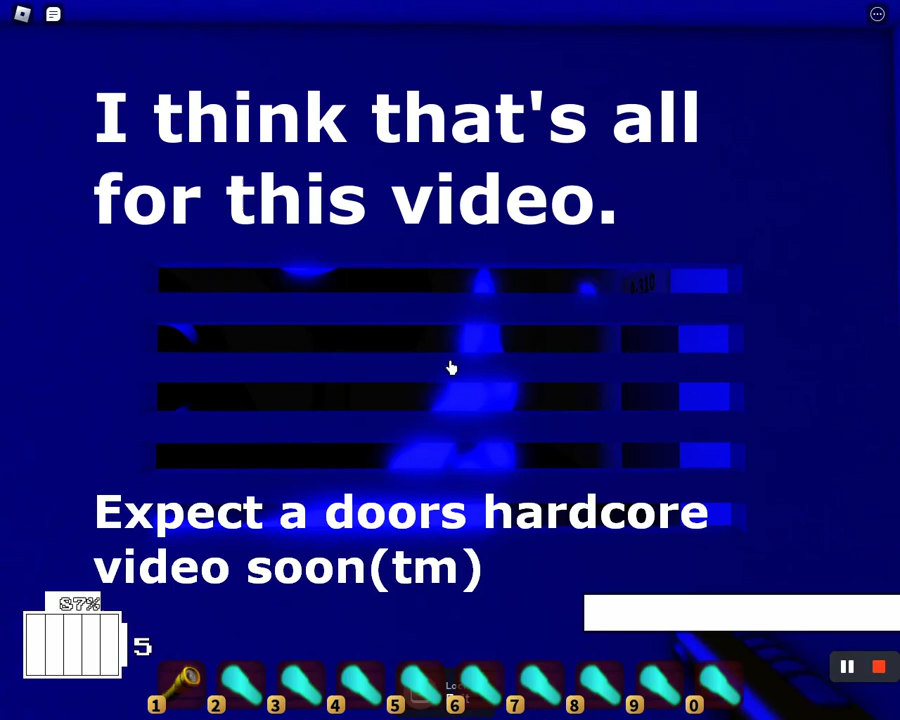 I think that's all
for this video.
Expect a doors hardcore
video soon(tm)
87%
5
1 2 3 4 5 6 7 8 9 0